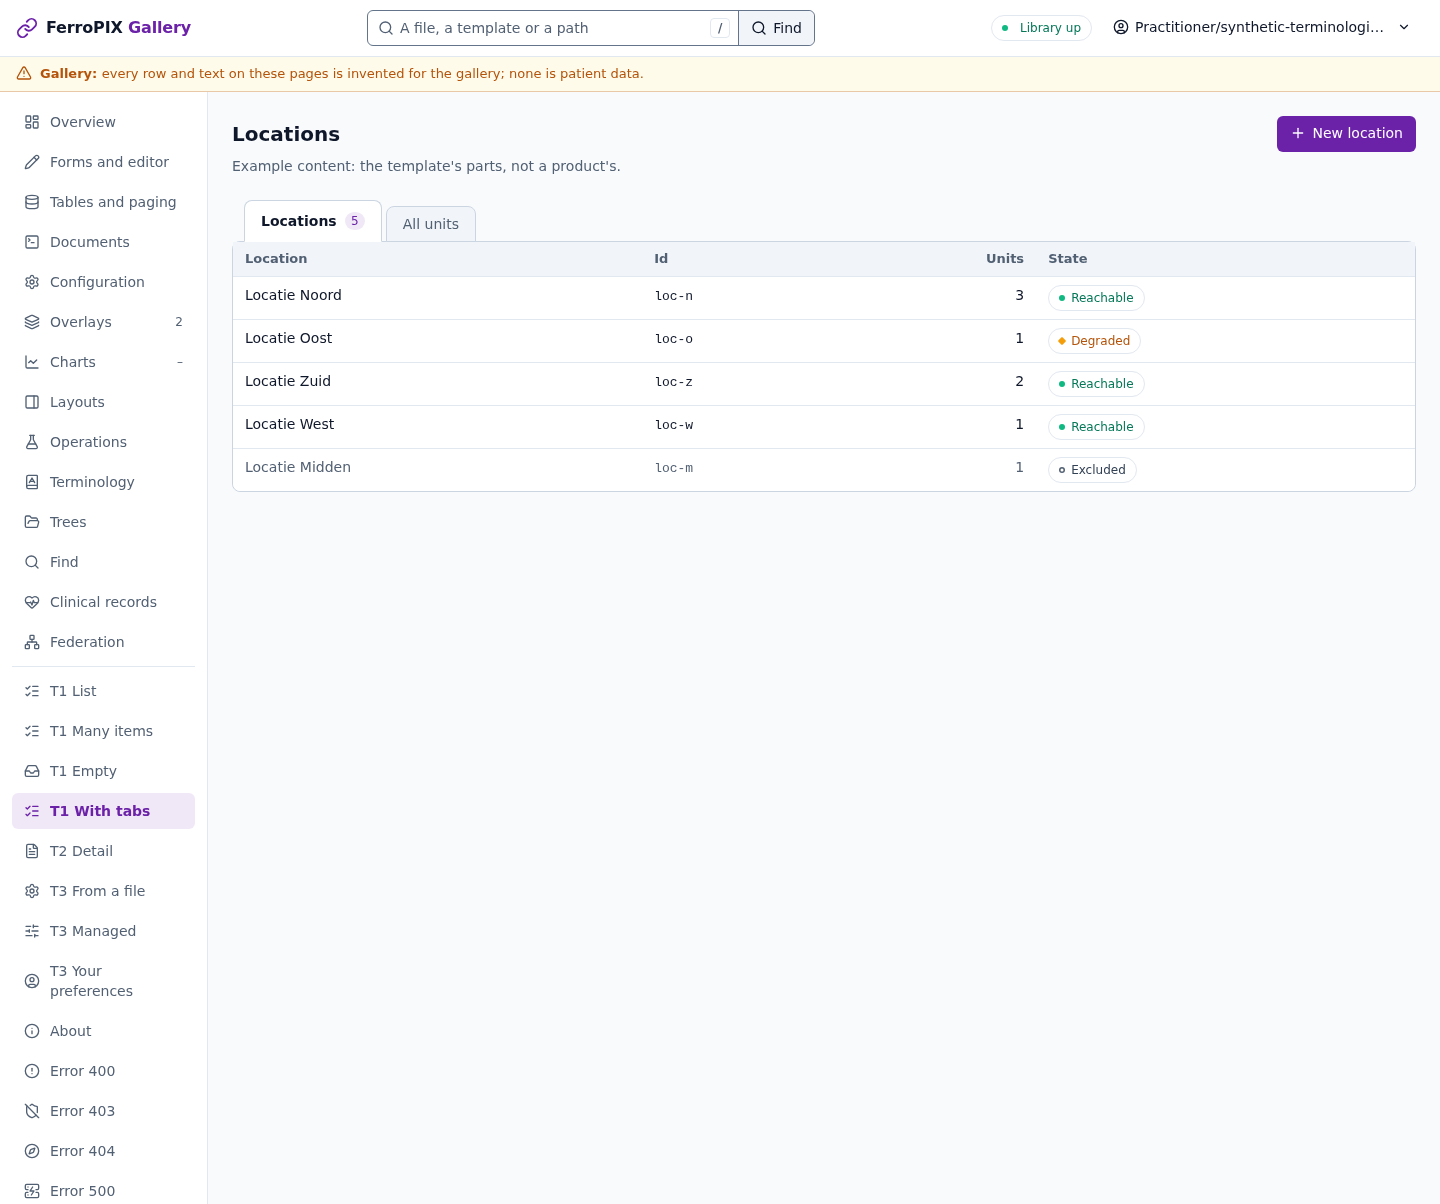 FerroPIX Gallery
A file, a template or a path
/
Find
Library up
Practitioner/synthetic-terminologi…
Gallery: every row and text on these pages is invented for the gallery; none is patient data.
Overview
Forms and editor
Tables and paging
Documents
Configuration
Overlays 2
Charts –
Layouts
Operations
Terminology
Trees
Find
Clinical records
Federation
T1 List
T1 Many items
T1 Empty
T1 With tabs
T2 Detail
T3 From a file
T3 Managed
T3 Your
preferences
About
Error 400
Error 403
Error 404
Error 500
Locations
New location
Example content: the template's parts, not a product's.
Locations 5
All units
Location Id Units State
Locatie Noord loc-n 3 Reachable
Locatie Oost loc-o 1 Degraded
Locatie Zuid loc-z 2 Reachable
Locatie West loc-w 1 Reachable
Locatie Midden loc-m 1 Excluded